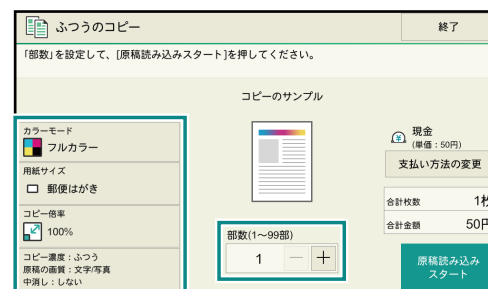 ふつうのコピー
終了
「部数」を設定して、[原稿読み込みスタート]を押してください。
コピーのサンプル
カラーモード
フルカラー
用紙サイズ
郵便はがき
コピー倍率
100%
コピー濃度：ふつう
原稿の画質：文字/写真
中消し：しない
部数(1～99部)
1
現金
(単価：50円)
支払い方法の変更
合計枚数 1枚
合計金額 50円
原稿読み込み
スタート